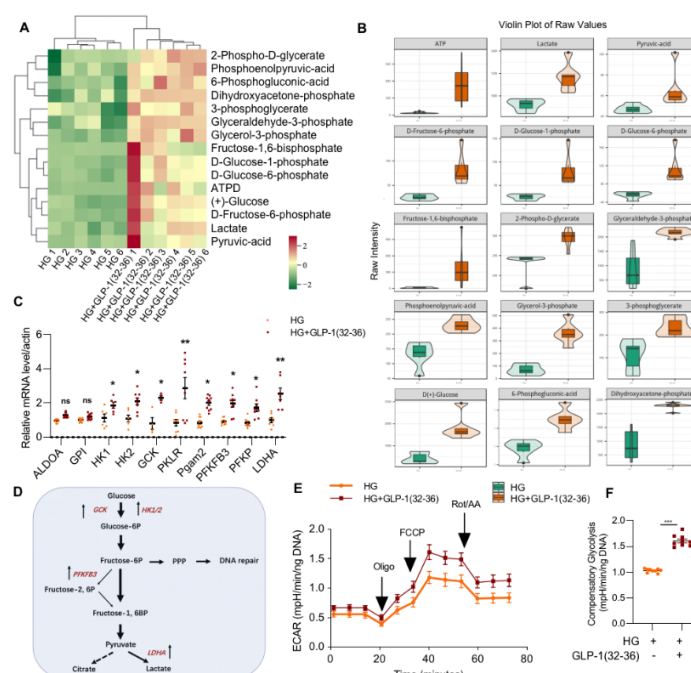 A
2-Phospho-D-glycerate
Phosphoenolpyruvic-acid
6-Phosphogluconic-acid
Dihydroxyacetone-phosphate
3-phosphoglycerate
Glyceraldehyde-3-phosphate
Glycerol-3-phosphate
Fructose-1,6-bisphosphate
D-Glucose-1-phosphate
D-Glucose-6-phosphate
ATPD
(+)-Glucose
D-Fructose-6-phosphate
Lactate
Pyruvic-acid
HG 1
HG 2
HG 3
HG 4
HG 5
HG 6
HG+GLP-1(32-36) 1
HG+GLP-1(32-36) 2
HG+GLP-1(32-36) 3
HG+GLP-1(32-36) 4
HG+GLP-1(32-36) 5
HG+GLP-1(32-36) 6
2
0
-2
B
Violin Plot of Raw Values
Raw Intensity
ATP
Lactate
Pyruvic-acid
D-Fructose-6-phosphate
D-Glucose-1-phosphate
D-Glucose-6-phosphate
Fructose-1,6-bisphosphate
2-Phospho-D-glycerate
Glyceraldehyde-3-phosphate
Phosphoenolpyruvic-acid
Glycerol-3-phosphate
3-phosphoglycerate
D(+)-Glucose
6-Phosphogluconic-acid
Dihydroxyacetone-phosphate
HG
HG+GLP-1(32-36)
C
HG
HG+GLP-1(32-36)
Relative mRNA level/actin
6
4
2
0
ns
ns
*
*
*
**
*
*
*
**
ALDOA
GPI
HK1
HK2
GCK
PKLR
Pgam2
PFKFB3
PFKP
LDHA
D
Glucose
GCK
HK1/2
Glucose-6P
Fructose-6P
PPP
DNA repair
PFKFB3
Fructose-2, 6P
Fructose-1, 6BP
Pyruvate
LDHA
Citrate
Lactate
E
HG
HG+GLP-1(32-36)
ECAR
(mpH/min/ng DNA)
2.0
1.5
1.0
0.5
0.0
Oligo
FCCP
Rot/AA
0
20
40
60
80
Time (minutes)
F
Compensatory Glycolysis
(mpH/min/ng DNA)
2.0
1.5
1.0
0.5
0.0
***
HG
+
+
GLP-1(32-36)
-
+